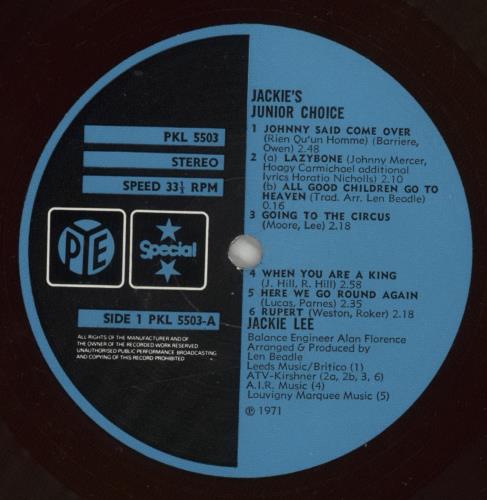 PKL 5503
STEREO
SPEED 33⅓ RPM
PYE
Special
SIDE 1 PKL 5503-A
ALL RIGHTS OF THE MANUFACTURER AND OF
THE OWNER OF THE RECORDED WORK RESERVED
UNAUTHORISED PUBLIC PERFORMANCE BROADCASTING
AND COPYING OF THIS RECORD PROHIBITED
JACKIE'S
JUNIOR CHOICE
1 JOHNNY SAID COME OVER
(Rien Qu'un Homme) (Barriere,
Owen) 2.48
2 (a) LAZYBONE (Johnny Mercer,
Hoagy Carmichael additional
lyrics Horatio Nicholls) 2.10
(b) ALL GOOD CHILDREN GO TO
HEAVEN (Trad. Arr. Len Beadle)
0.16
3 GOING TO THE CIRCUS
(Moore, Lee) 2.18
4 WHEN YOU ARE A KING
(J. Hill, R. Hill) 2.58
5 HERE WE GO ROUND AGAIN
(Lucas, Parnes) 2.35
6 RUPERT (Weston, Roker) 2.18
JACKIE LEE
Balance Engineer Alan Florence
Arranged & Produced by
Len Beadle
Leeds Music/Britico (1)
ATV-Kirshner (2a, 2b, 3, 6)
A.I.R. Music (4)
Louvigny Marquee Music (5)
℗ 1971